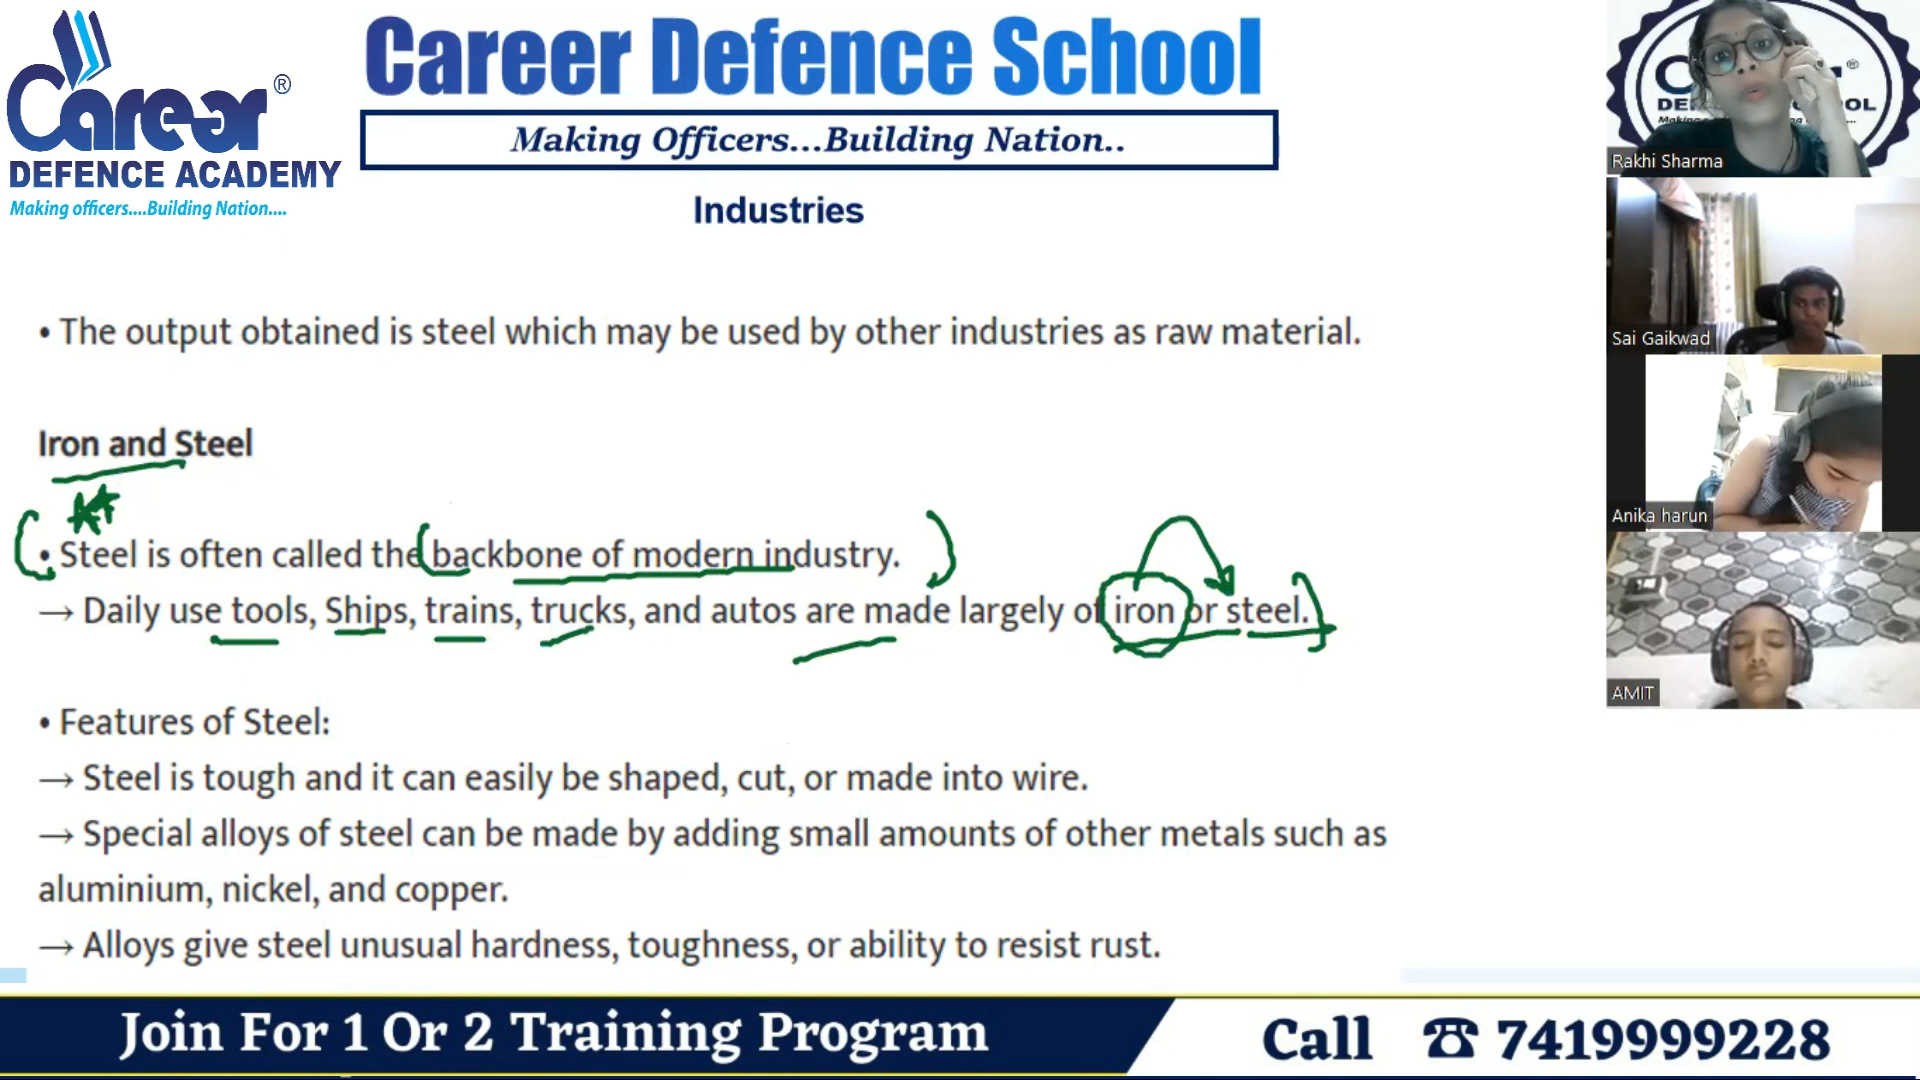 Carear®
DEFENCE ACADEMY
Making officers....Building Nation....
Career Defence School
Making Officers...Building Nation..
Industries
• The output obtained is steel which may be used by other industries as raw material.
Iron and Steel
• Steel is often called the backbone of modern industry.
→ Daily use tools, Ships, trains, trucks, and autos are made largely of iron or steel.
• Features of Steel:
→ Steel is tough and it can easily be shaped, cut, or made into wire.
→ Special alloys of steel can be made by adding small amounts of other metals such as
aluminium, nickel, and copper.
→ Alloys give steel unusual hardness, toughness, or ability to resist rust.
Join For 1 Or 2 Training Program
Call ☎ 7419999228
Rakhi Sharma
Sai Gaikwad
Anika harun
AMIT